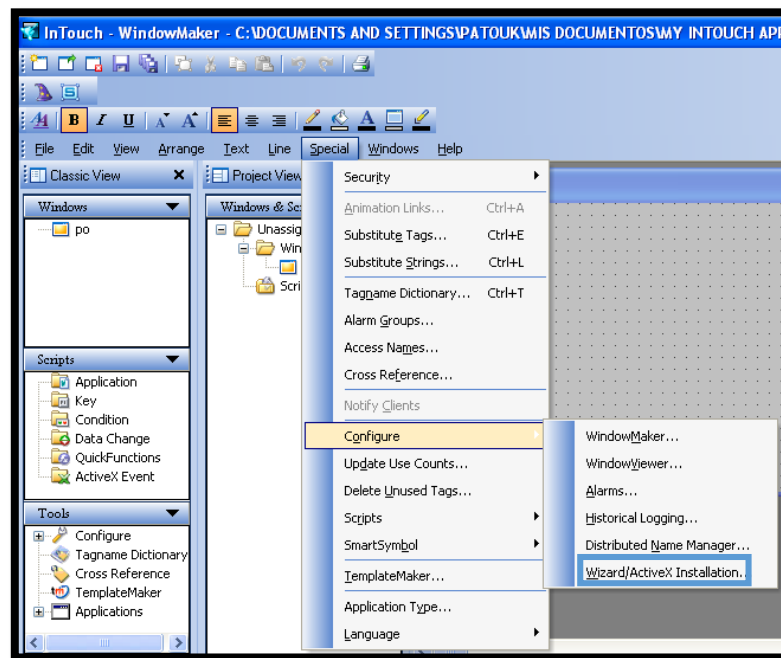 InTouch - WindowMaker - C:\DOCUMENTS AND SETTINGS\PATOUK\MIS DOCUMENTOS\MY INTOUCH API
File Edit View Arrange Text Line Special Windows Help
Classic View
Project View
Windows
po
Scripts
Application
Key
Condition
Data Change
QuickFunctions
ActiveX Event
Tools
Configure
Tagname Dictionary
Cross Reference
TemplateMaker
Applications
Windows & Sc
Unassig
Win
Scri
Security
Animation Links... Ctrl+A
Substitute Tags... Ctrl+E
Substitute Strings... Ctrl+L
Tagname Dictionary... Ctrl+T
Alarm Groups...
Access Names...
Cross Reference...
Notify Clients
Configure
Update Use Counts...
Delete Unused Tags...
Scripts
SmartSymbol
TemplateMaker...
Application Type...
Language
WindowMaker...
WindowViewer...
Alarms...
Historical Logging...
Distributed Name Manager...
Wizard/ActiveX Installation..